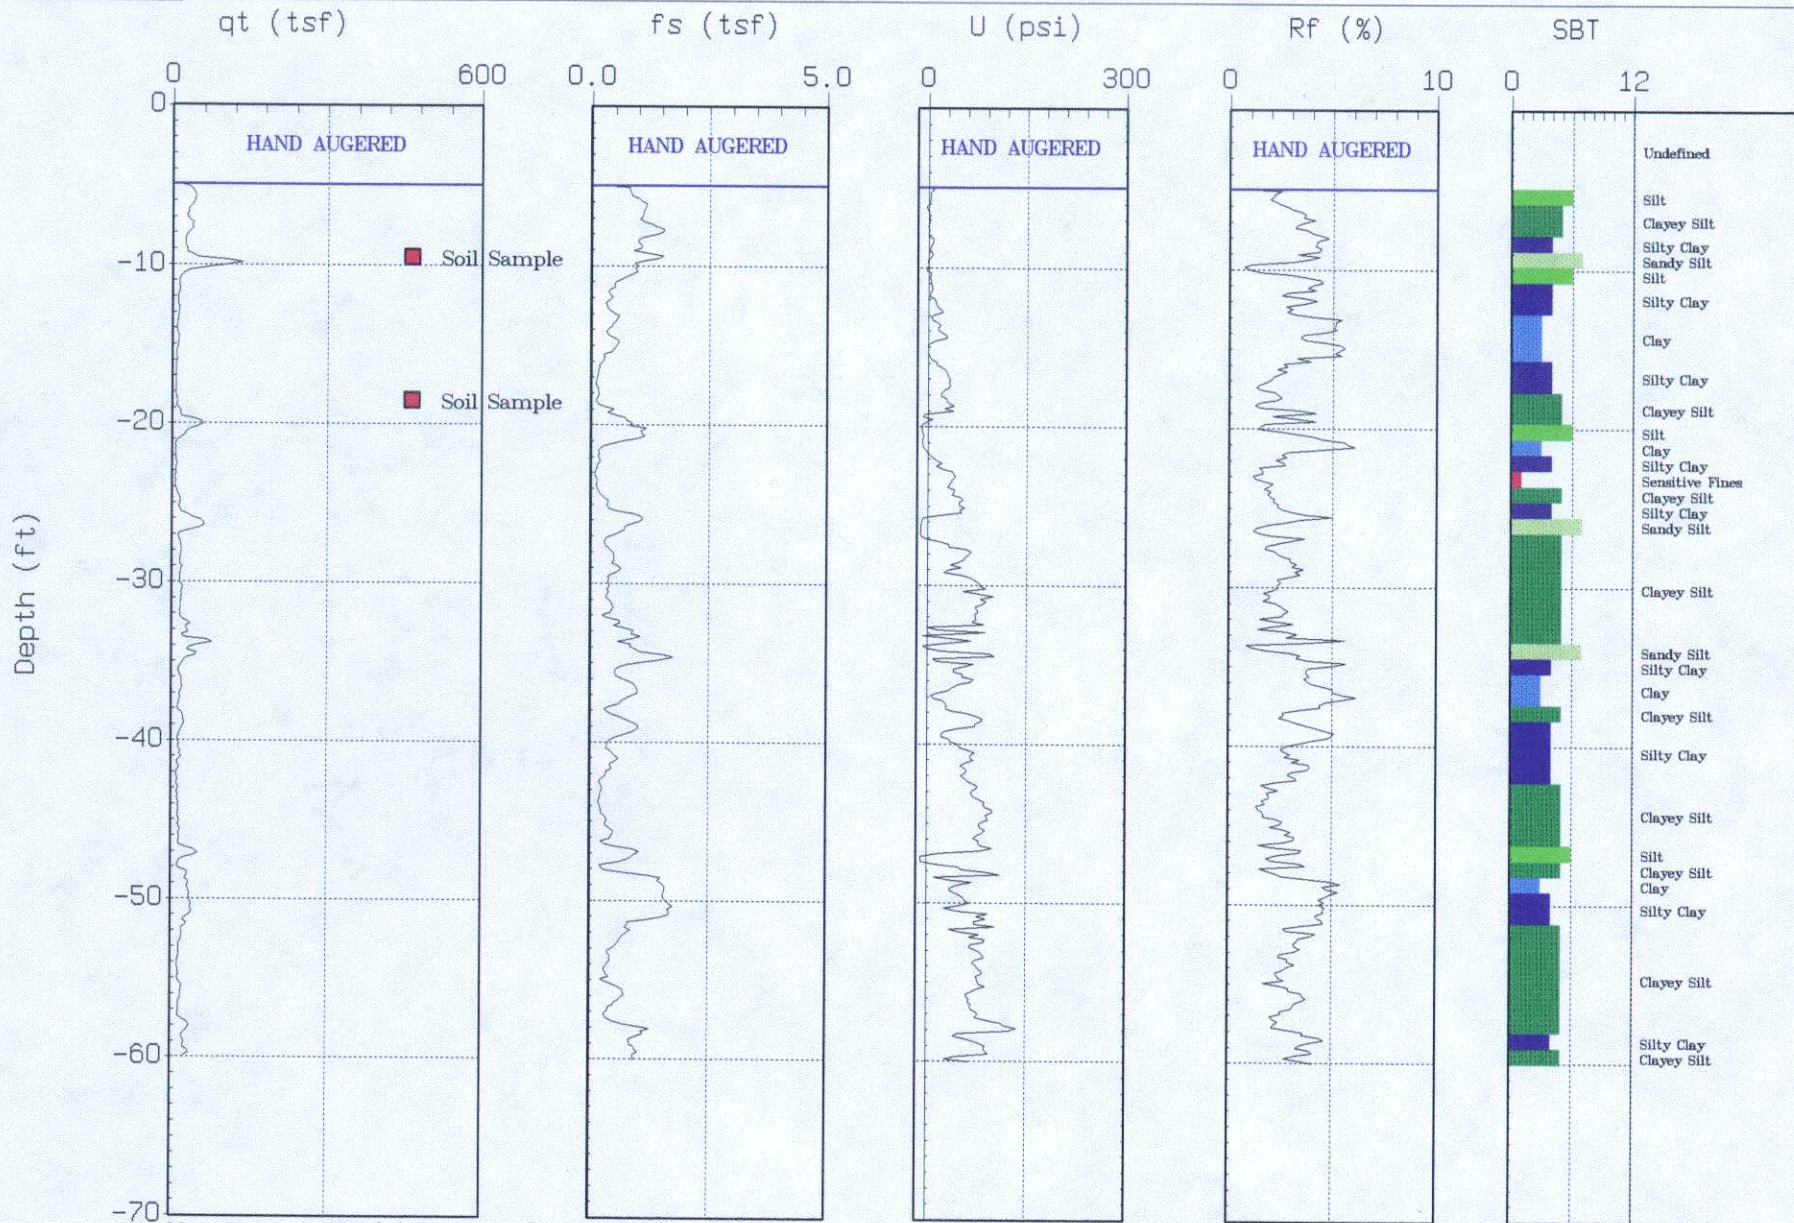 qt (tsf) fs (tsf) U (psi) Rf (%) SBT
0 600 0.0 5.0 0 300 0 10 0 12
0
HAND AUGERED HAND AUGERED HAND AUGERED HAND AUGERED
Undefined
Silt
Clayey Silt
Silty Clay
Soil Sample
-10
Sandy Silt
Silt
Silty Clay
Clay
Silty Clay
Soil Sample
Clayey Silt
-20
Silt
Clay
Silty Clay
Sensitive Fines
Clayey Silt
Silty Clay
Sandy Silt
-30
Clayey Silt
Depth (ft)
Sandy Silt
Silty Clay
Clay
Clayey Silt
-40
Silty Clay
Clayey Silt
Silt
Clayey Silt
Clay
-50
Silty Clay
Clayey Silt
Silty Clay
-60
Clayey Silt
-70